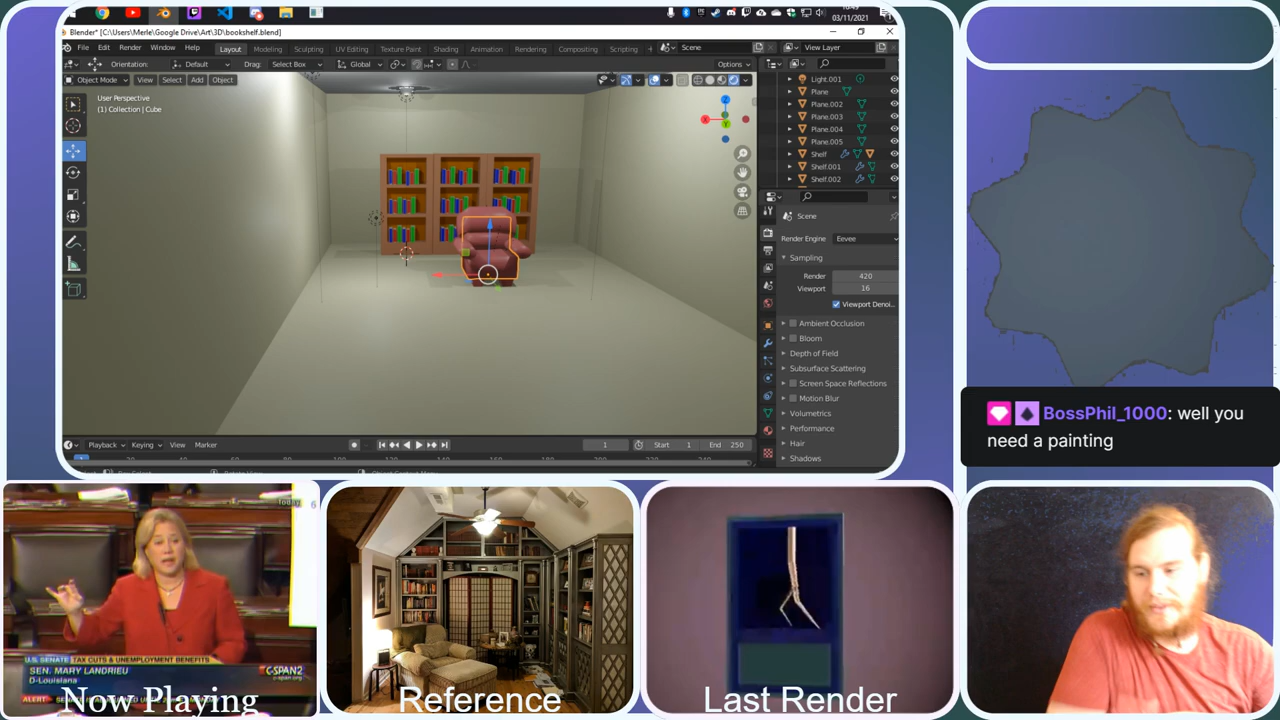 16:49
03/11/2021
Blender* [C:\Users\Merle\Google Drive\Art\3D\bookshelf.blend]
File Edit Render Window Help
Layout Modeling Sculpting UV Editing Texture Paint Shading Animation Rendering Compositing Scripting
Scene
View Layer
Orientation: Default Drag: Select Box Global Options
Object Mode View Select Add Object
User Perspective
(1) Collection | Cube
Z
X
Y
Light.001
Plane
Plane.002
Plane.003
Plane.004
Plane.005
Shelf
Shelf.001
Shelf.002
Scene
Render Engine Eevee
Sampling
Render 420
Viewport 16
Viewport Denoi...
Ambient Occlusion
Bloom
Depth of Field
Subsurface Scattering
Screen Space Reflections
Motion Blur
Volumetrics
Performance
Hair
Shadows
Playback Keying View Marker
1 Start 1 End 250
BossPhil_1000: well you
need a painting
today
U.S. SENATE TAX CUTS & UNEMPLOYMENT BENEFITS
SEN. MARY LANDRIEU
D-Louisiana
C-SPAN2
c-span.org
ALERT
Now Playing
Reference
Last Render